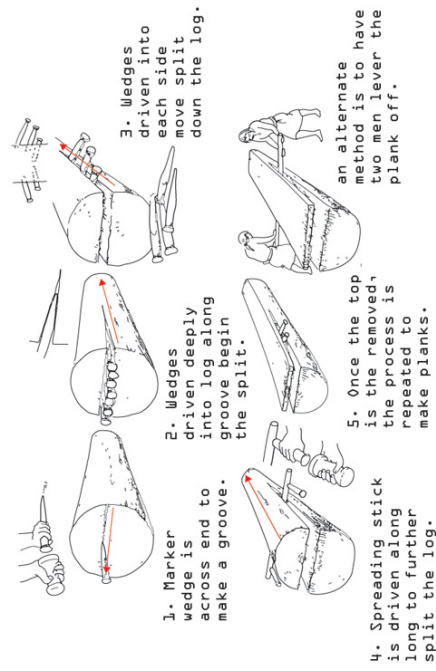 1. Marker
wedge is
across end to
make a groove.
2. Wedges
driven deeply
into log along
groove begin
the split.
3. Wedges
driven into
each side
move split
down the log.
4. Spreading stick
is driven along
long to further
split the log.
5. Once the top
is the removed,
the process is
repeated to
make planks.
an alternate
method is to have
two men lever the
plank off.